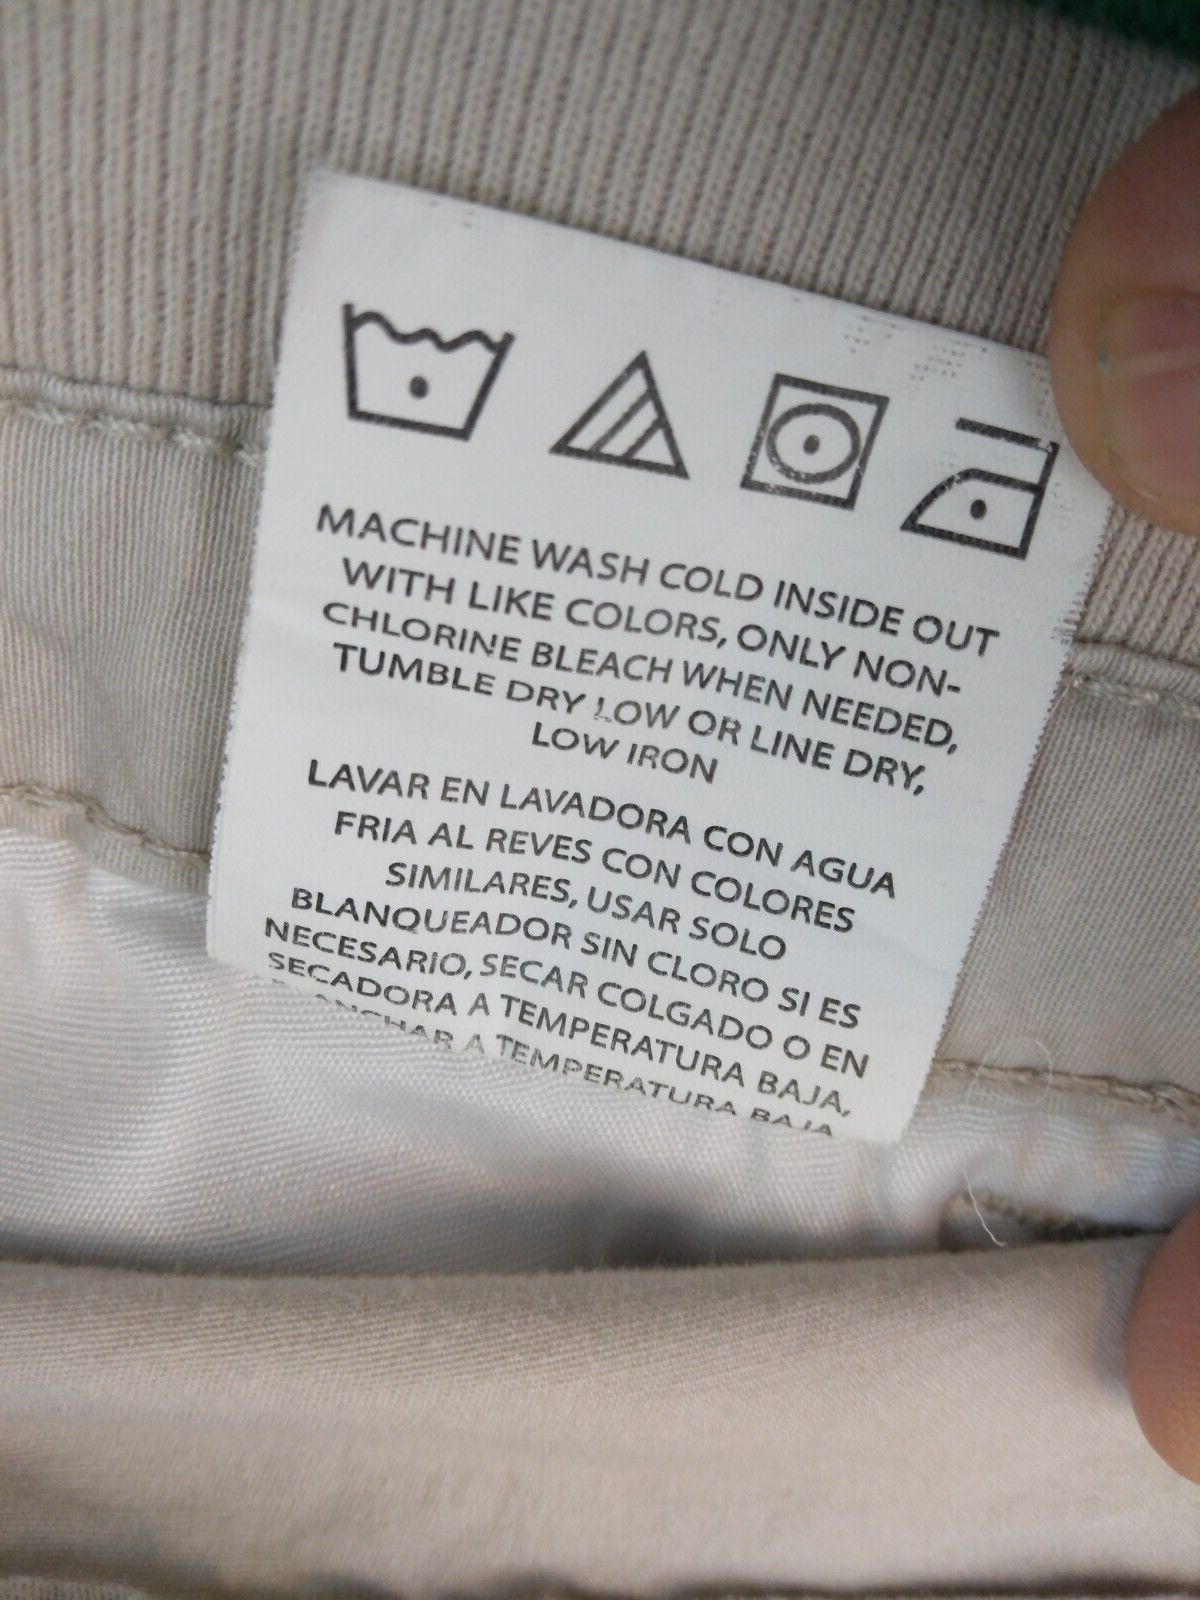 MACHINE WASH COLD INSIDE OUT
WITH LIKE COLORS, ONLY NON-
CHLORINE BLEACH WHEN NEEDED,
TUMBLE DRY LOW OR LINE DRY,
LOW IRON
LAVAR EN LAVADORA CON AGUA
FRIA AL REVES CON COLORES
SIMILARES, USAR SOLO
BLANQUEADOR SIN CLORO SI ES
NECESARIO, SECAR COLGADO O EN
SECADORA A TEMPERATURA BAJA,
A TEMPERATURA BAJA